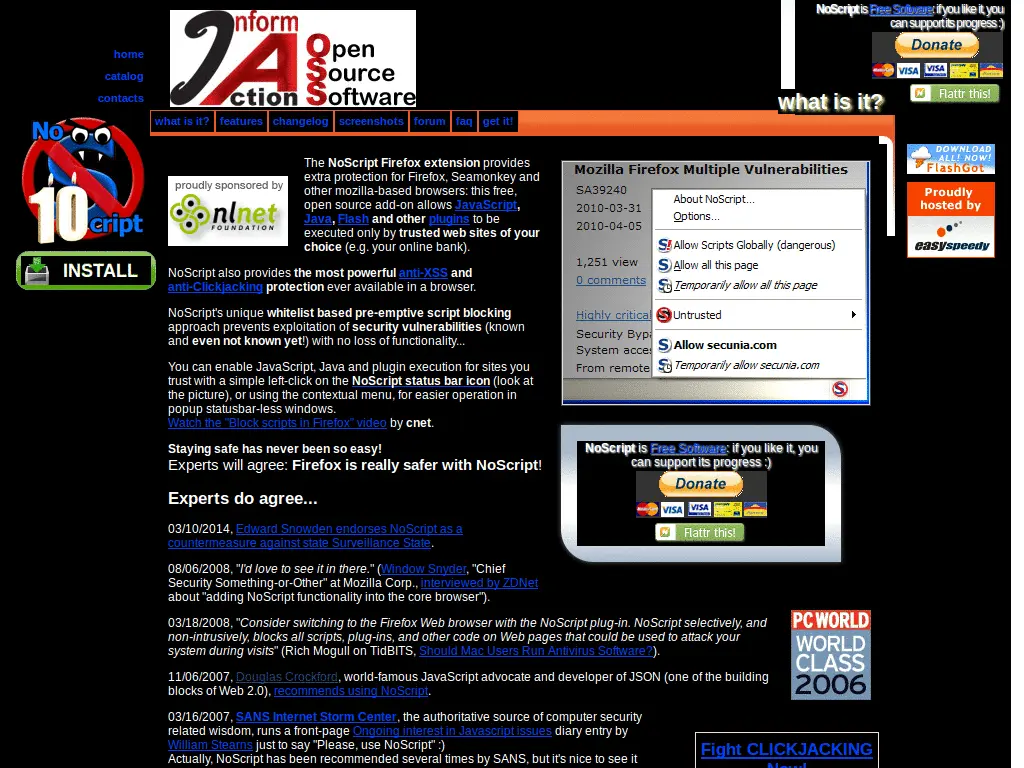 NoScript is Free Software: if you like it, you
can support its progress :)
Donate
VISA
Flattr this!
Inform
Action
Open
Source
Software
home
catalog
contacts
what is it?
what is it?
features
changelog
screenshots
forum
faq
get it!
No
10
Script
INSTALL
proudly sponsored by
nlnet
FOUNDATION
The NoScript Firefox extension provides
extra protection for Firefox, Seamonkey and
other mozilla-based browsers: this free,
open source add-on allows JavaScript,
Java, Flash and other plugins to be
executed only by trusted web sites of your
choice (e.g. your online bank).
NoScript also provides the most powerful anti-XSS and
anti-Clickjacking protection ever available in a browser.
NoScript's unique whitelist based pre-emptive script blocking
approach prevents exploitation of security vulnerabilities (known
and even not known yet!) with no loss of functionality...
You can enable JavaScript, Java and plugin execution for sites you
trust with a simple left-click on the NoScript status bar icon (look at
the picture), or using the contextual menu, for easier operation in
popup statusbar-less windows.
Watch the "Block scripts in Firefox" video by cnet.
Staying safe has never been so easy!
Experts will agree: Firefox is really safer with NoScript!
Experts do agree...
03/10/2014, Edward Snowden endorses NoScript as a
countermeasure against state Surveillance State.
08/06/2008, "I'd love to see it in there." (Window Snyder, "Chief
Security Something-or-Other" at Mozilla Corp., interviewed by ZDNet
about "adding NoScript functionality into the core browser").
03/18/2008, "Consider switching to the Firefox Web browser with the NoScript plug-in. NoScript selectively, and
non-intrusively, blocks all scripts, plug-ins, and other code on Web pages that could be used to attack your
system during visits" (Rich Mogull on TidBITS, Should Mac Users Run Antivirus Software?).
11/06/2007, Douglas Crockford, world-famous JavaScript advocate and developer of JSON (one of the building
blocks of Web 2.0), recommends using NoScript.
03/16/2007, SANS Internet Storm Center, the authoritative source of computer security
related wisdom, runs a front-page Ongoing interest in Javascript issues diary entry by
William Stearns just to say "Please, use NoScript" :)
Actually, NoScript has been recommended several times by SANS, but it's nice to see it
Mozilla Firefox Multiple Vulnerabilities
SA39240
2010-03-31
2010-04-05
1,251 view
0 comments
Highly critical
Security Bypa
System acces
From remote
About NoScript...
Options...
Allow Scripts Globally (dangerous)
Allow all this page
Temporarily allow all this page
Untrusted
Allow secunia.com
Temporarily allow secunia.com
NoScript is Free Software: if you like it, you
can support its progress :)
Donate
VISA
Flattr this!
DOWNLOAD
ALL! NOW!
FlashGot
Proudly
hosted by
easyspeedy
PC WORLD
WORLD
CLASS
2006
Fight CLICKJACKING
Now!